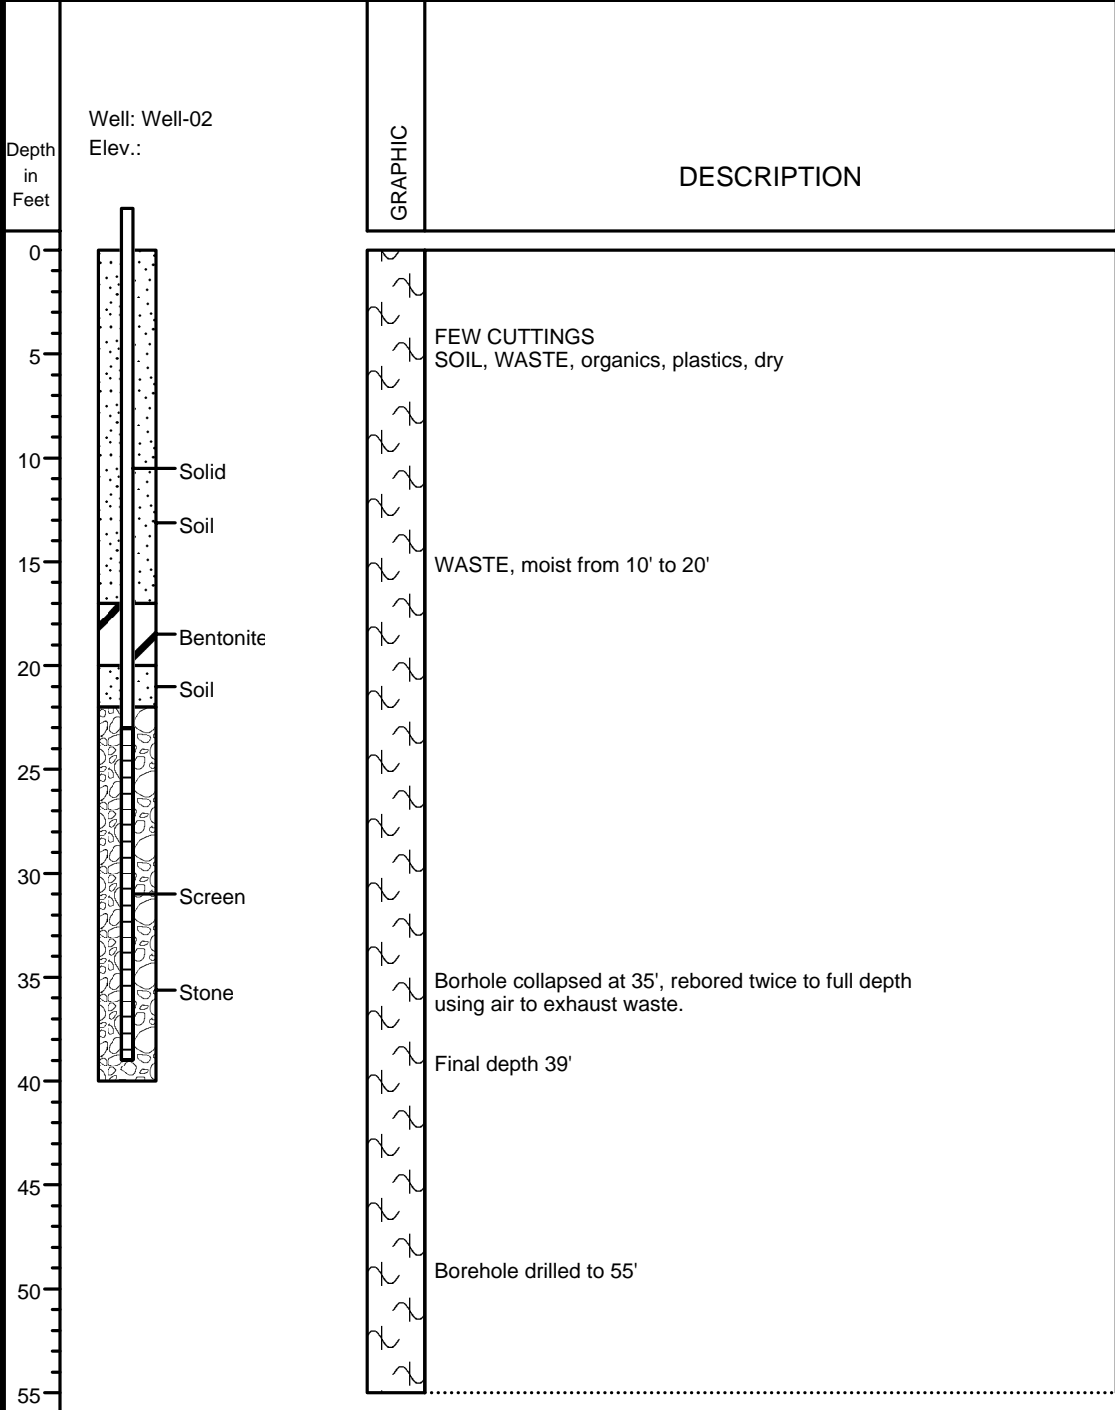 Depth
in
Feet
Well: Well-02
Elev.:
GRAPHIC
DESCRIPTION
0
5
10
15
20
25
30
35
40
45
50
55
Solid
Soil
Bentonite
Soil
Screen
Stone
FEW CUTTINGS
SOIL, WASTE, organics, plastics, dry
WASTE, moist from 10' to 20'
Borhole collapsed at 35', rebored twice to full depth
using air to exhaust waste.
Final depth 39'
Borehole drilled to 55'